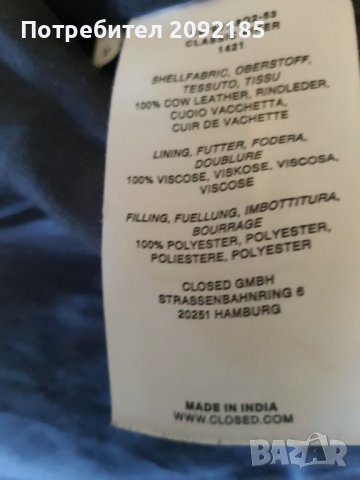 Потребител 2092185
1421
SHELLFABRIC, OBERSTOFF,
TESSUTO, TISSU
100% COW LEATHER, RINDLEDER,
CUOIO VACCHETTA,
CUIR DE VACHETTE
LINING, FUTTER, FODERA,
DOUBLURE
100% VISCOSE, VISKOSE, VISCOSA,
VISCOSE
FILLING, FUELLUNG, IMBOTTITURA,
BOURRAGE
100% POLYESTER, POLYESTER,
POLIESTERE, POLYESTER
CLOSED GMBH
STRASSENBAHNRING 6
20251 HAMBURG
MADE IN INDIA
WWW.CLOSED.COM
BAZAR
bg